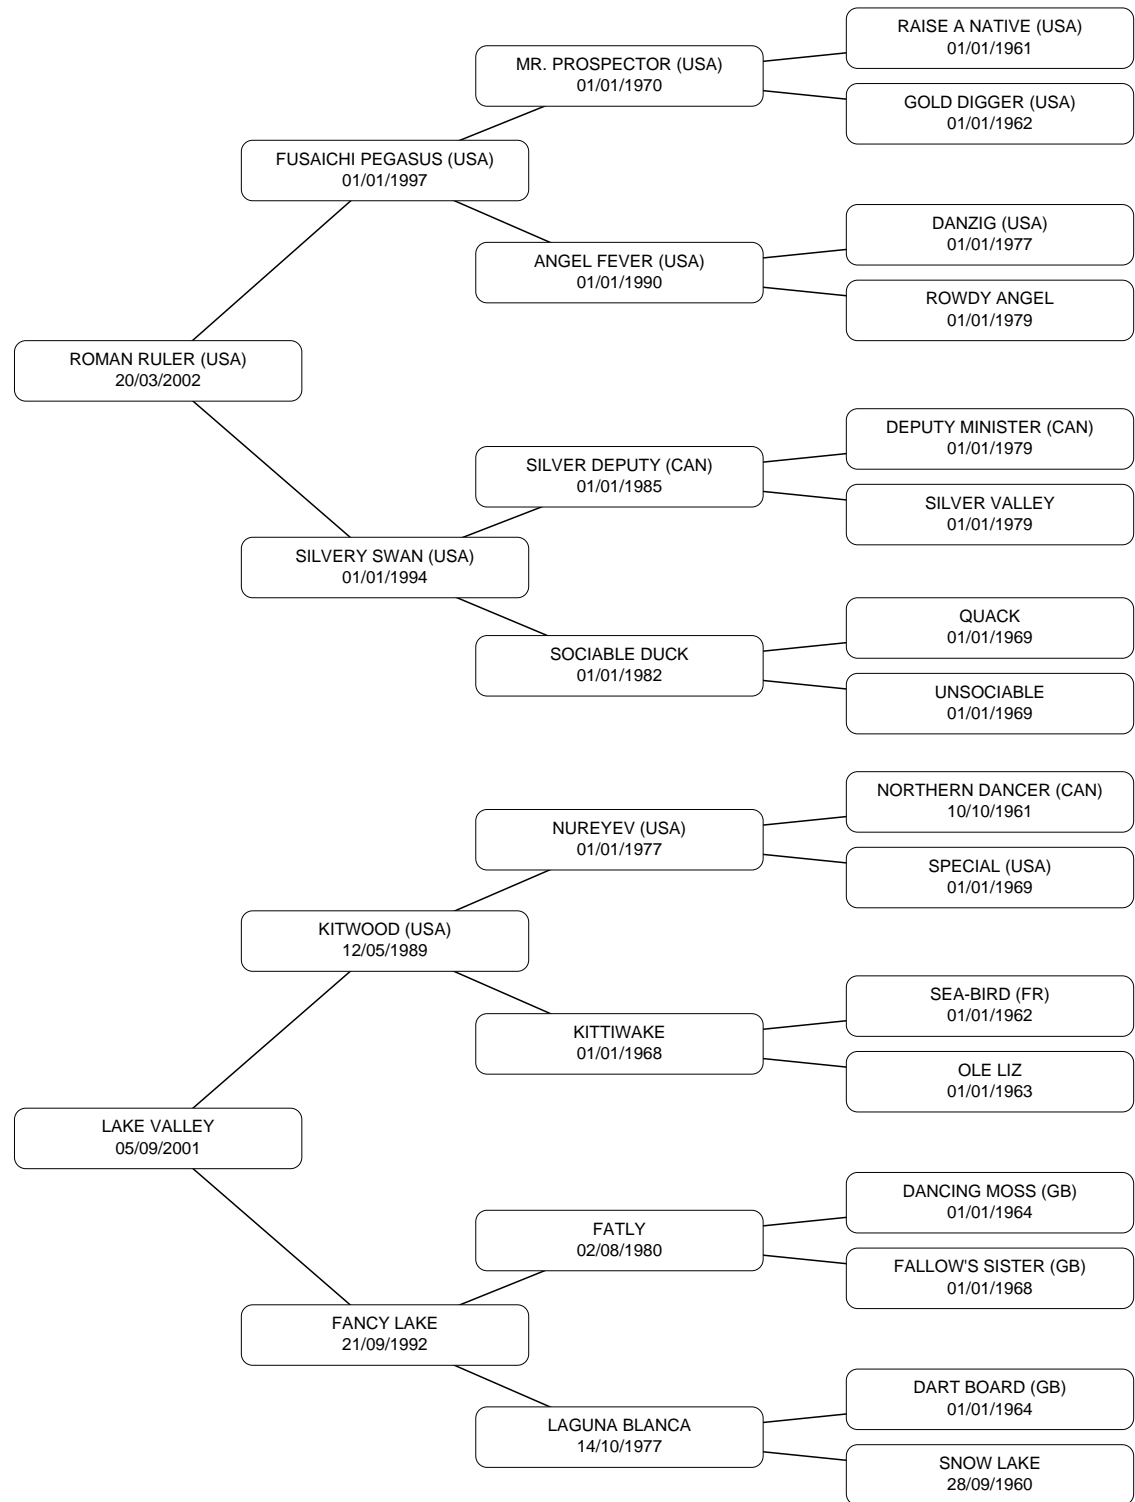 RAISE A NATIVE (USA)
01/01/1961
MR. PROSPECTOR (USA)
01/01/1970
GOLD DIGGER (USA)
01/01/1962
FUSAICHI PEGASUS (USA)
01/01/1997
DANZIG (USA)
01/01/1977
ANGEL FEVER (USA)
01/01/1990
ROWDY ANGEL
01/01/1979
ROMAN RULER (USA)
20/03/2002
DEPUTY MINISTER (CAN)
01/01/1979
SILVER DEPUTY (CAN)
01/01/1985
SILVER VALLEY
01/01/1979
SILVERY SWAN (USA)
01/01/1994
QUACK
01/01/1969
SOCIABLE DUCK
01/01/1982
UNSOCIABLE
01/01/1969
NORTHERN DANCER (CAN)
10/10/1961
NUREYEV (USA)
01/01/1977
SPECIAL (USA)
01/01/1969
KITWOOD (USA)
12/05/1989
SEA-BIRD (FR)
01/01/1962
KITTIWAKE
01/01/1968
OLE LIZ
01/01/1963
LAKE VALLEY
05/09/2001
DANCING MOSS (GB)
01/01/1964
FATLY
02/08/1980
FALLOW'S SISTER (GB)
01/01/1968
FANCY LAKE
21/09/1992
DART BOARD (GB)
01/01/1964
LAGUNA BLANCA
14/10/1977
SNOW LAKE
28/09/1960